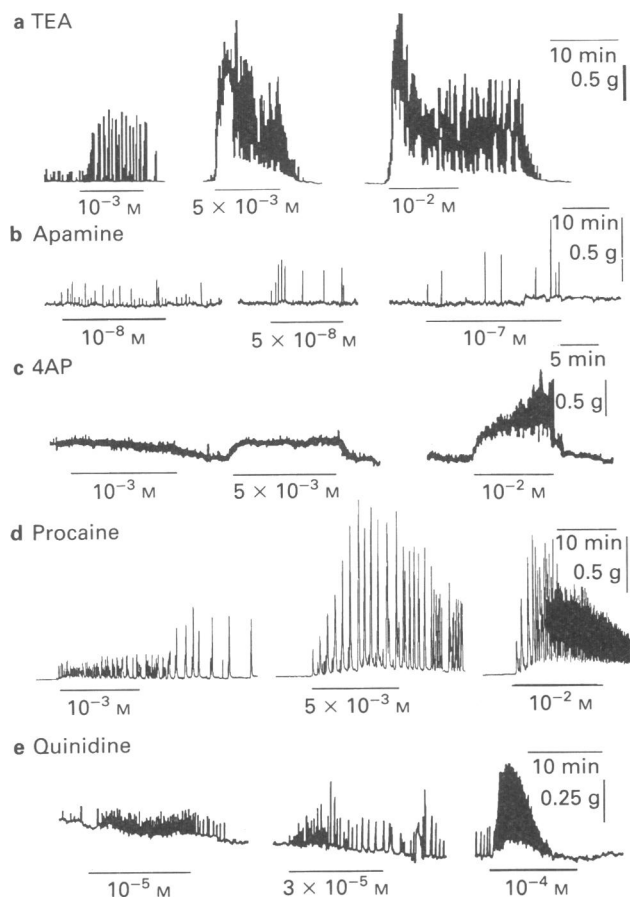 a TEA
10 min
0.5 g
10⁻³ M
5 × 10⁻³ M
10⁻² M
b Apamine
10 min
0.5 g
10⁻⁸ M
5 × 10⁻⁸ M
10⁻⁷ M
c 4AP
5 min
0.5 g
10⁻³ M
5 × 10⁻³ M
10⁻² M
d Procaine
10 min
0.5 g
10⁻³ M
5 × 10⁻³ M
10⁻² M
e Quinidine
10 min
0.25 g
10⁻⁵ M
3 × 10⁻⁵ M
10⁻⁴ M